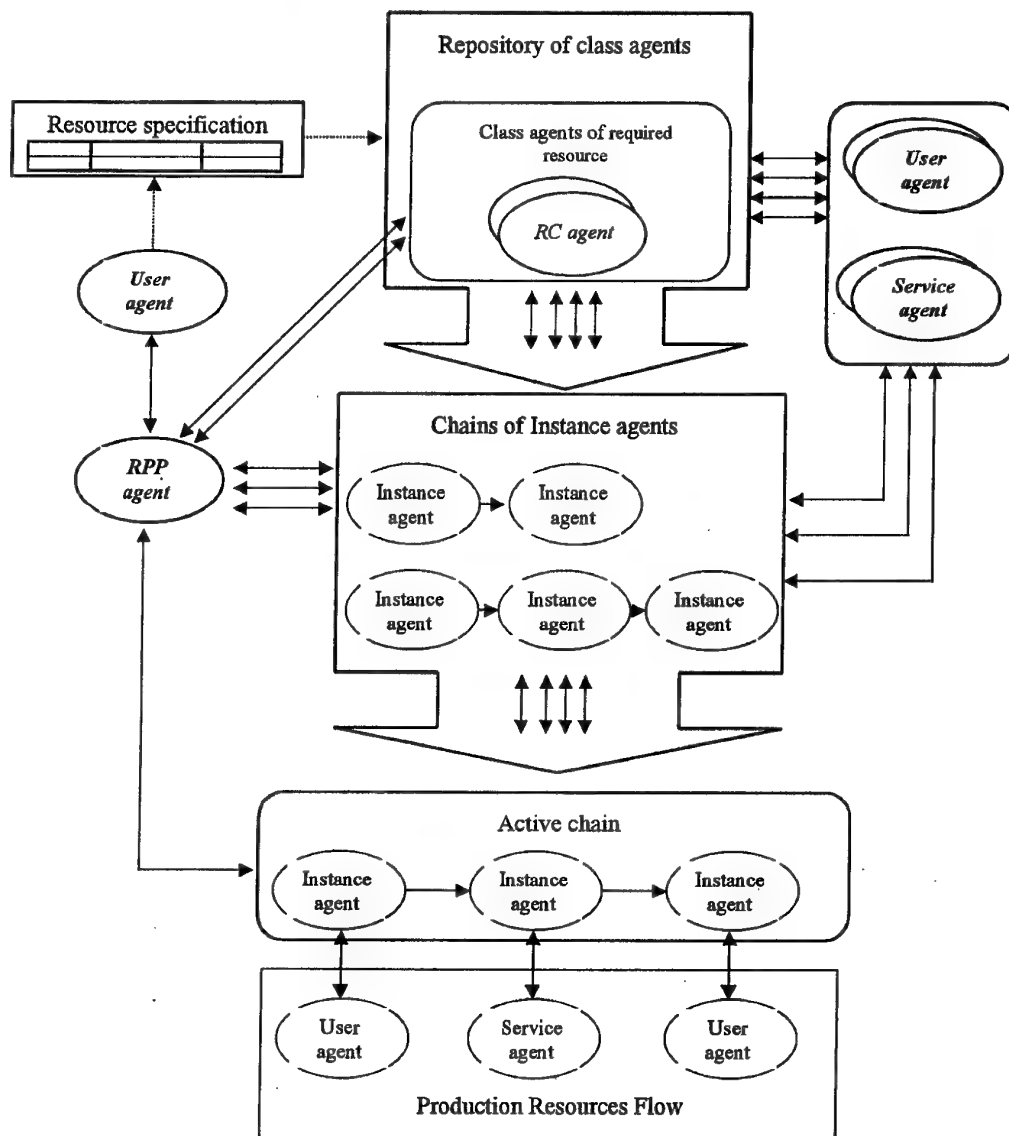 Repository of class agents
Resource specification
Class agents of required
resource
RC agent
User
agent
Service
agent
User
agent
RPP
agent
Chains of Instance agents
Instance
agent
Instance
agent
Instance
agent
Instance
agent
Instance
agent
Active chain
Instance
agent
Instance
agent
Instance
agent
User
agent
Service
agent
User
agent
Production Resources Flow